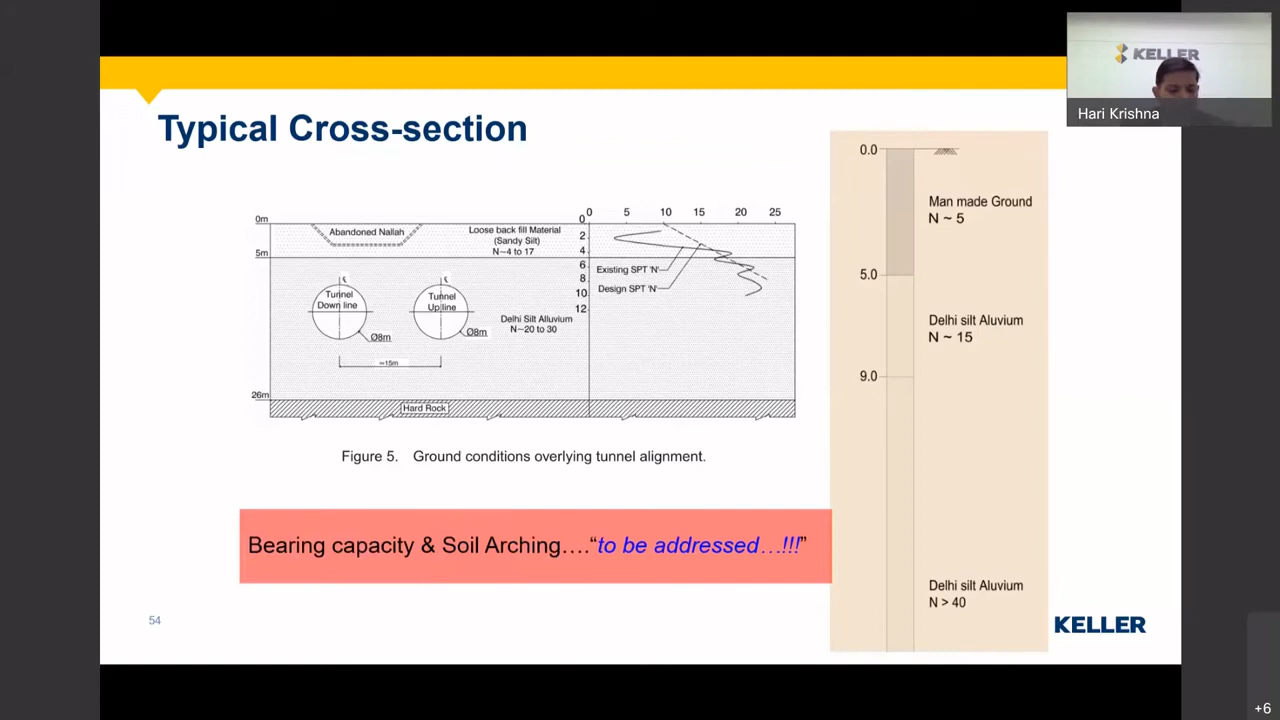 KELLER
Hari Krishna
Typical Cross-section
0m
Abandoned Nallah
Loose back fill Material
(Sandy Silt)
N~4 to 17
5m
Tunnel
Down line
Tunnel
Up line
Ø8m
Ø8m
≈15m
Delhi Silt Alluvium
N~20 to 30
26m
Hard Rock
0 5 10 15 20 25
0
2
4
6
8
10
12
Existing SPT 'N'
Design SPT 'N'
Figure 5. Ground conditions overlying tunnel alignment.
Bearing capacity & Soil Arching….“to be addressed…!!!”
0.0
Man made Ground
N ~ 5
5.0
Delhi silt Aluvium
N ~ 15
9.0
Delhi silt Aluvium
N > 40
54
KELLER
+6